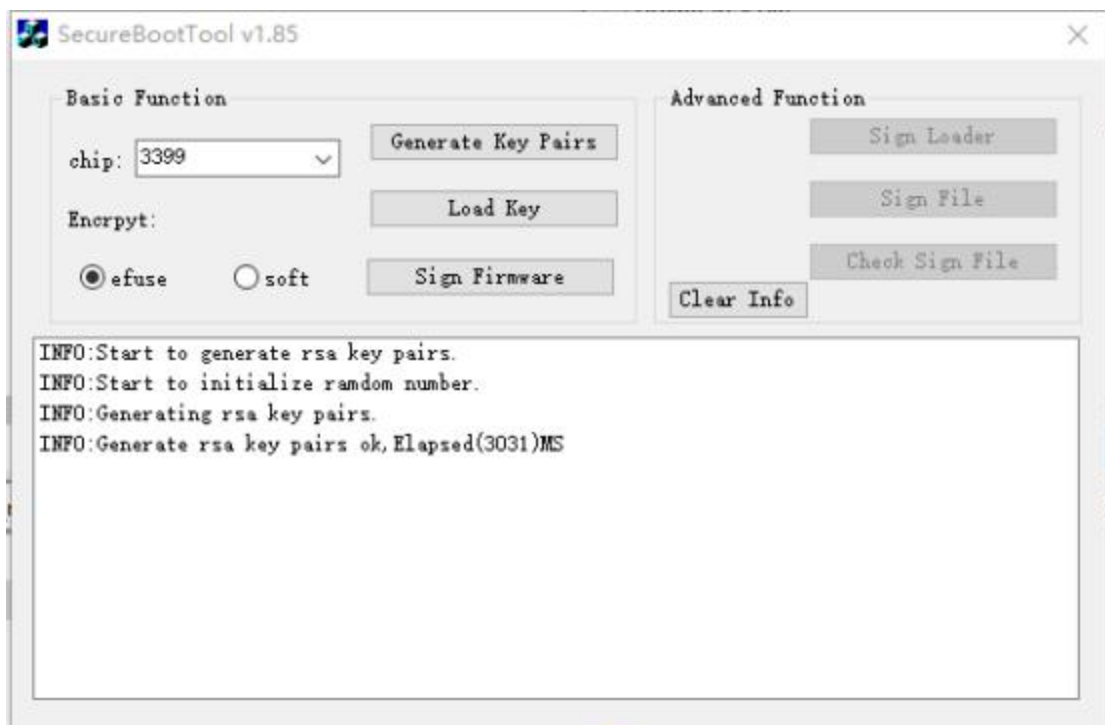 SecureBootTool v1.85
Basic Function
chip: 3399
Generate Key Pairs
Load Key
Encrpyt:
efuse
soft
Sign Firmware
Advanced Function
Sign Loader
Sign File
Check Sign File
Clear Info
INFO:Start to generate rsa key pairs.
INFO:Start to initialize random number.
INFO:Generating rsa key pairs.
INFO:Generate rsa key pairs ok,Elapsed(3031)MS